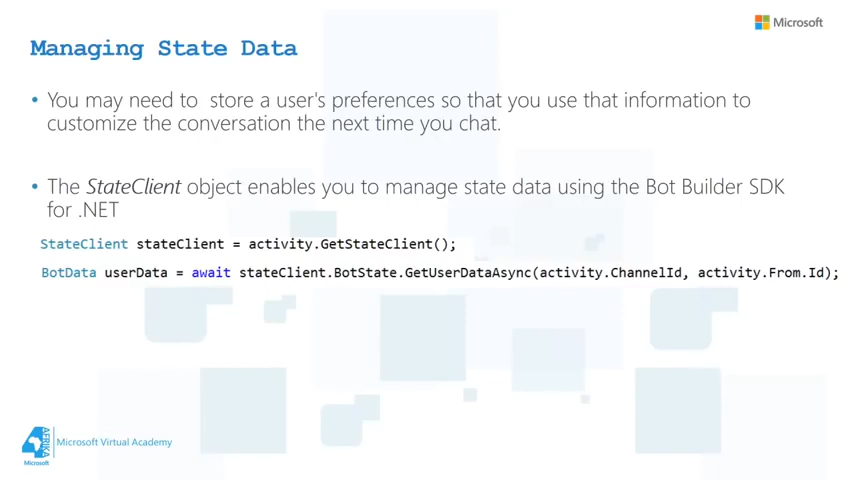 Microsoft
Managing State Data
• You may need to  store a user's preferences so that you use that information to
customize the conversation the next time you chat.
• The StateClient object enables you to manage state data using the Bot Builder SDK
for .NET
StateClient stateClient = activity.GetStateClient();
BotData userData = await stateClient.BotState.GetUserDataAsync(activity.ChannelId, activity.From.Id);
4AFRIKA
Microsoft
Microsoft Virtual Academy